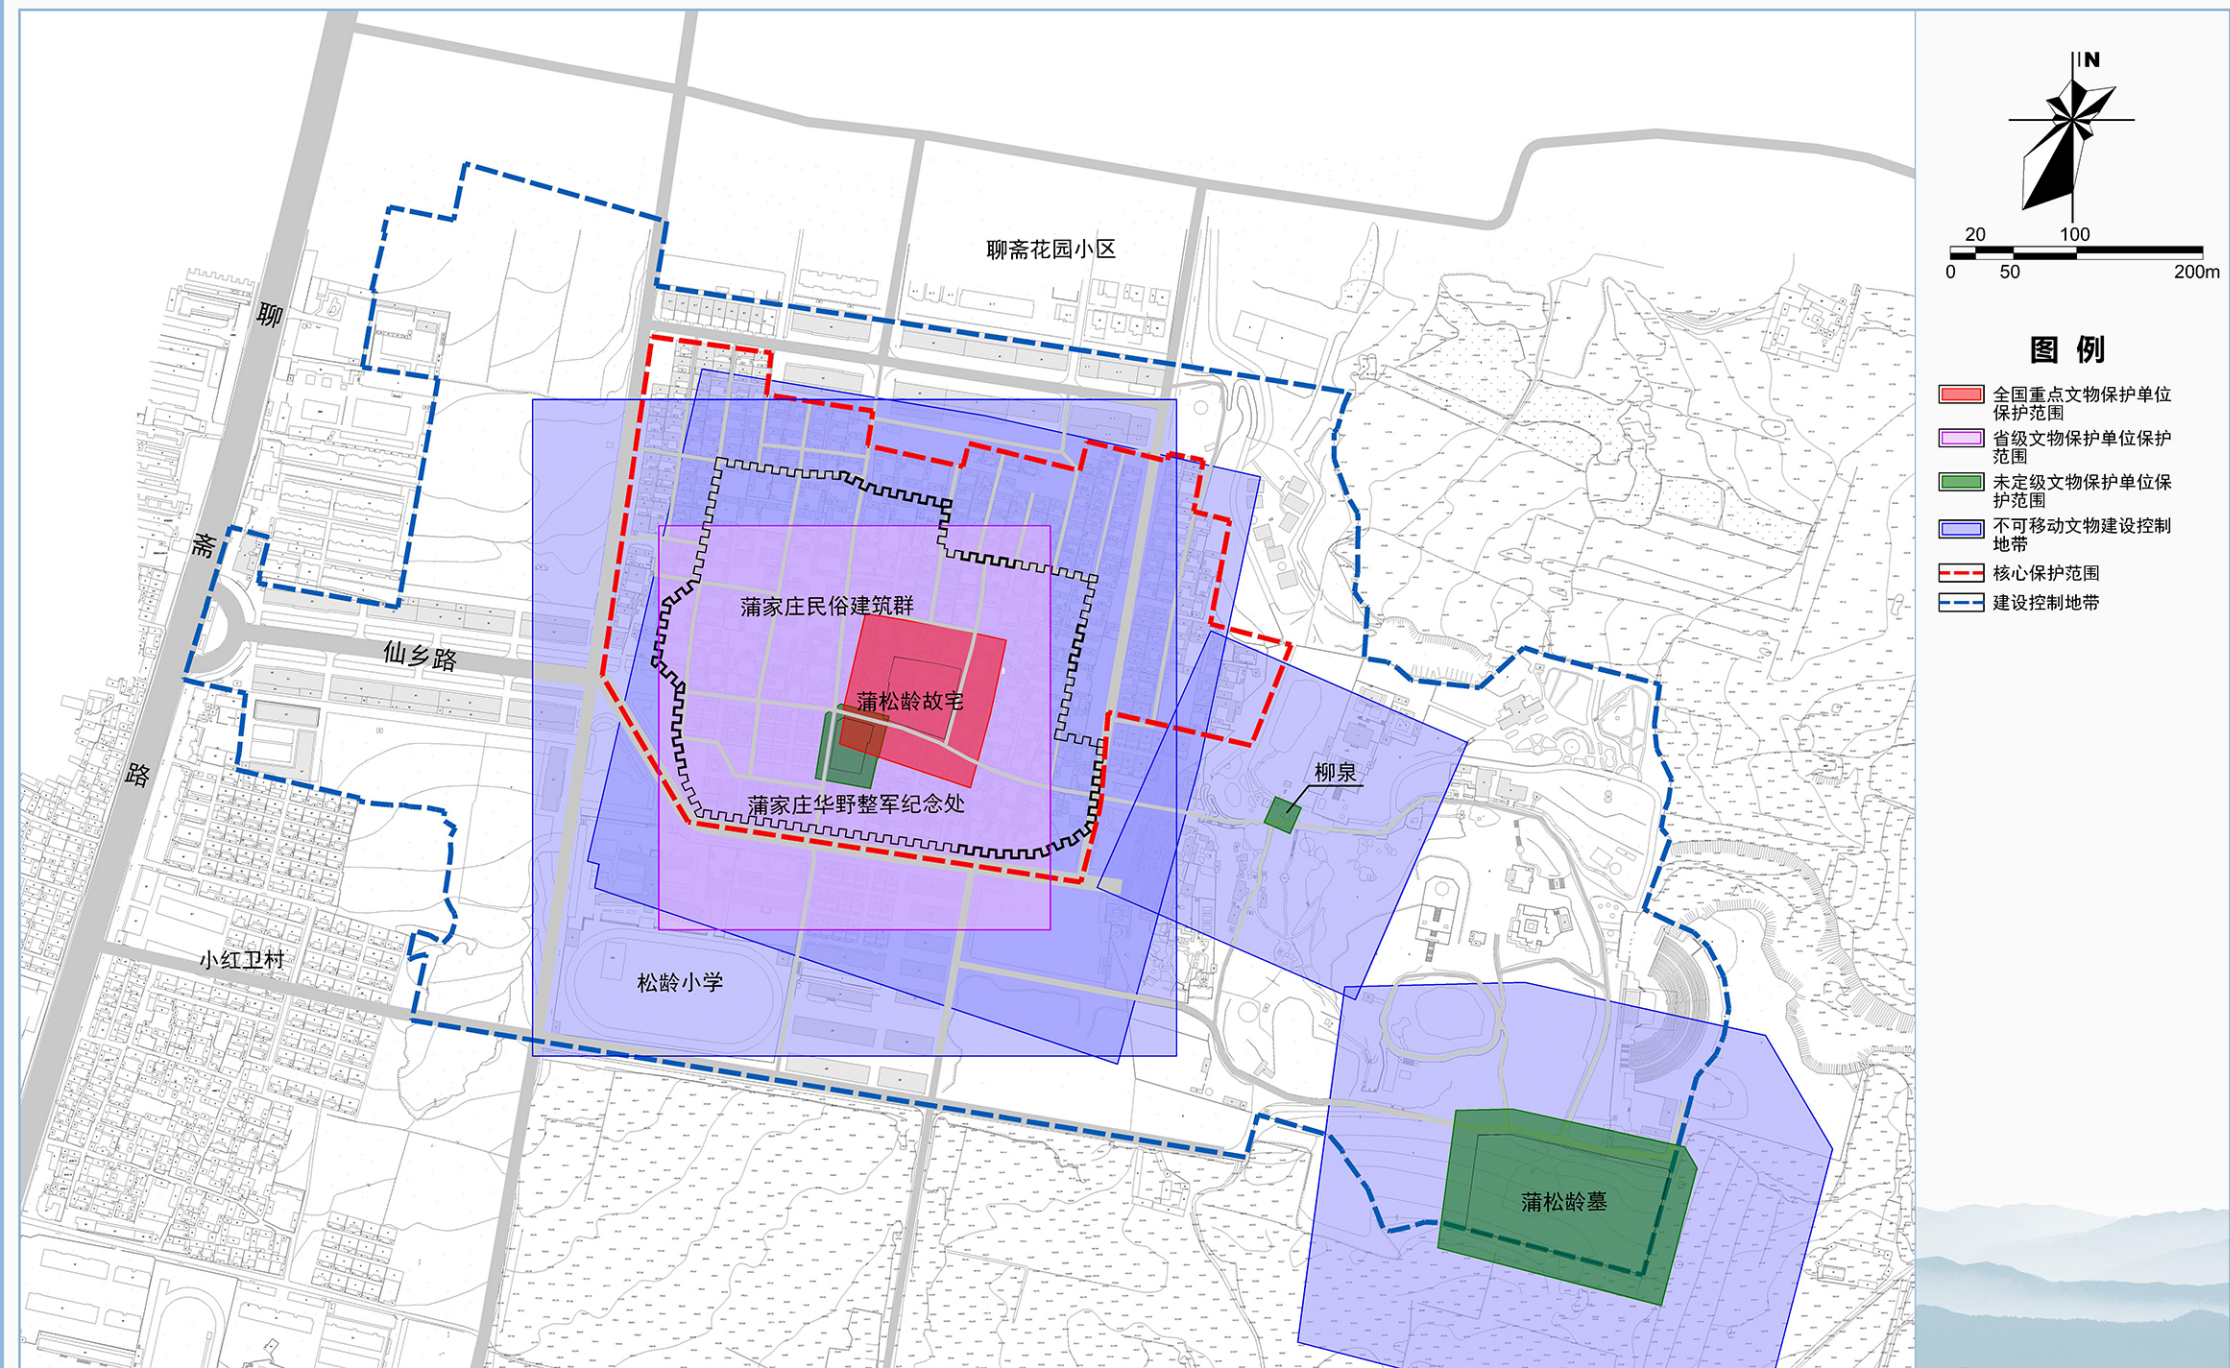 N
20 100
0 50 200m
图例
全国重点文物保护单位
保护范围
省级文物保护单位保护
范围
未定级文物保护单位保
护范围
不可移动文物建设控制
地带
核心保护范围
建设控制地带
聊斋花园小区
聊
斋
路
仙乡路
蒲家庄民俗建筑群
蒲松龄故宅
柳泉
蒲家庄华野整军纪念处
小红卫村
松龄小学
蒲松龄墓